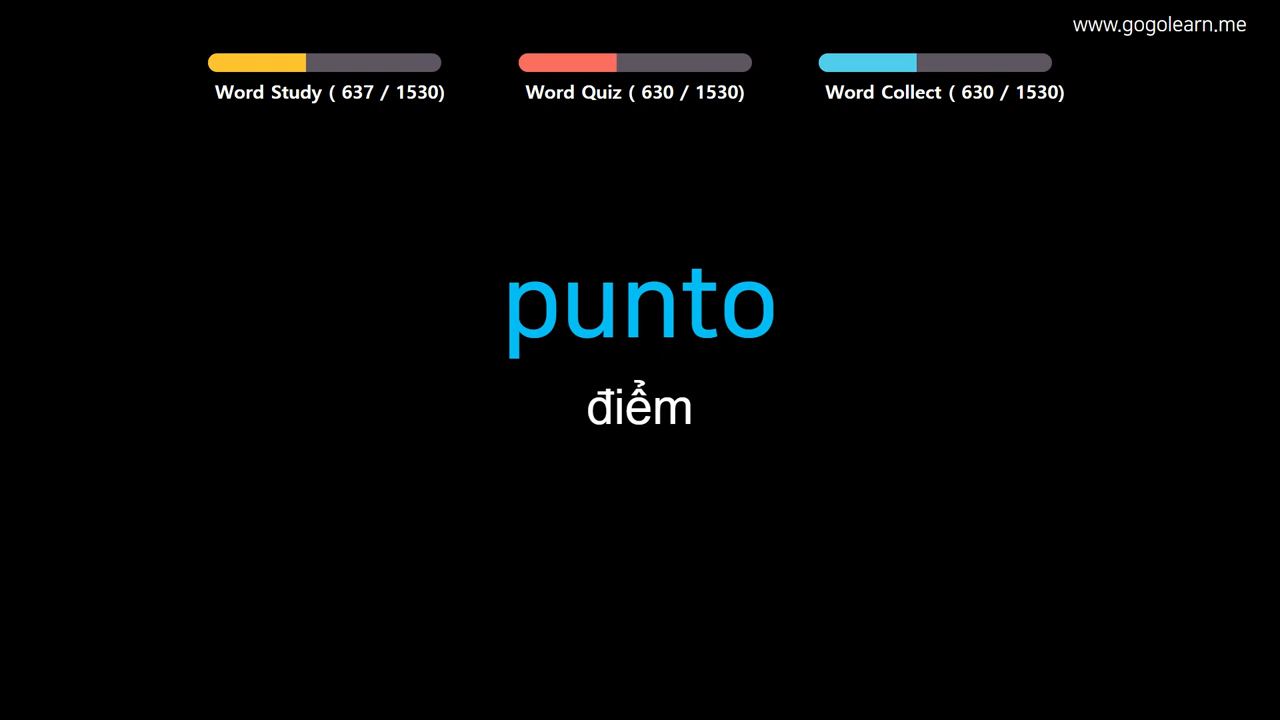 www.gogolearn.me
Word Study ( 637 / 1530)
Word Quiz ( 630 / 1530)
Word Collect ( 630 / 1530)
punto
điểm